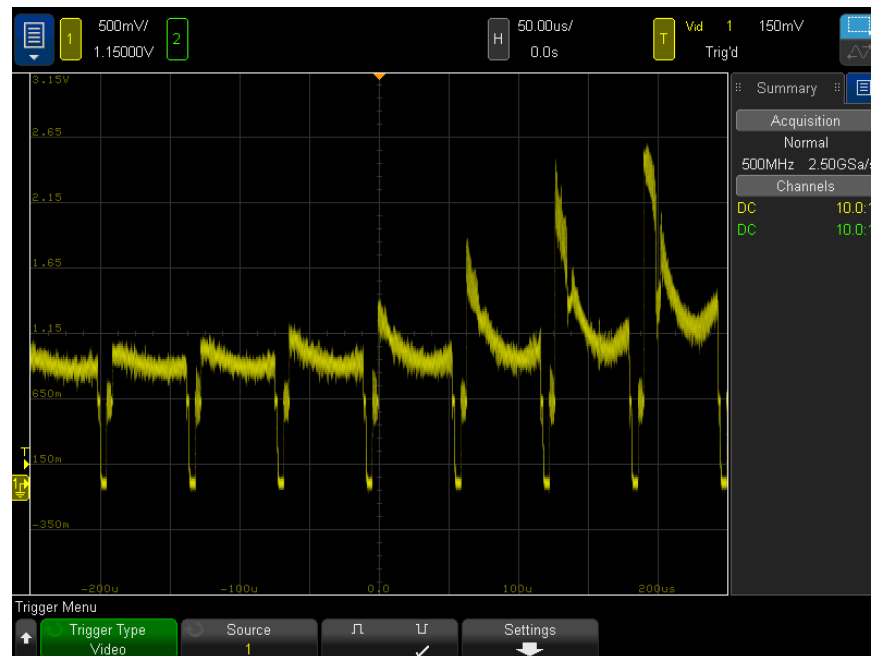 1 500mV/ 2 H 50.00us/ T Vid 1 150mV
1.15000V 0.0s Trig'd
3.15V
Summary
Acquisition
2.65
Normal
500MHz 2.50GSa/s
Channels
2.15
DC 10.0:1
DC 10.0:1
1.65
1.15
650m
T
150m
1
-350m
-200u -100u 0.0 100u 200us
Trigger Menu
Trigger Type Source Settings
Video 1